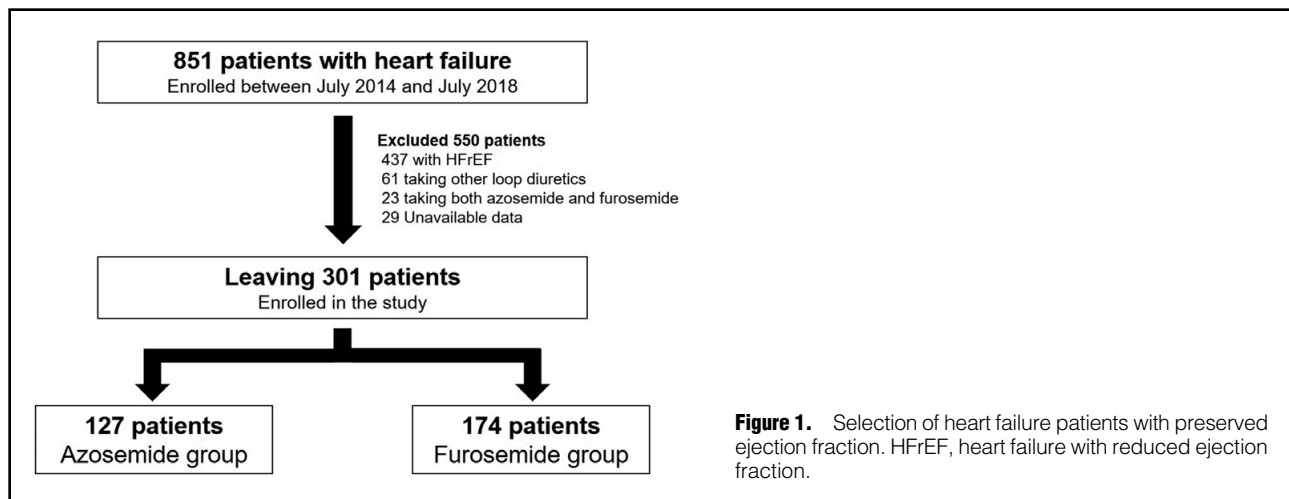 851 patients with heart failure
Enrolled between July 2014 and July 2018
Excluded 550 patients
437 with HFrEF
61 taking other loop diuretics
23 taking both azosemide and furosemide
29 Unavailable data
Leaving 301 patients
Enrolled in the study
127 patients
Azosemide group
174 patients
Furosemide group
Figure 1. Selection of heart failure patients with preserved
ejection fraction. HFrEF, heart failure with reduced ejection
fraction.